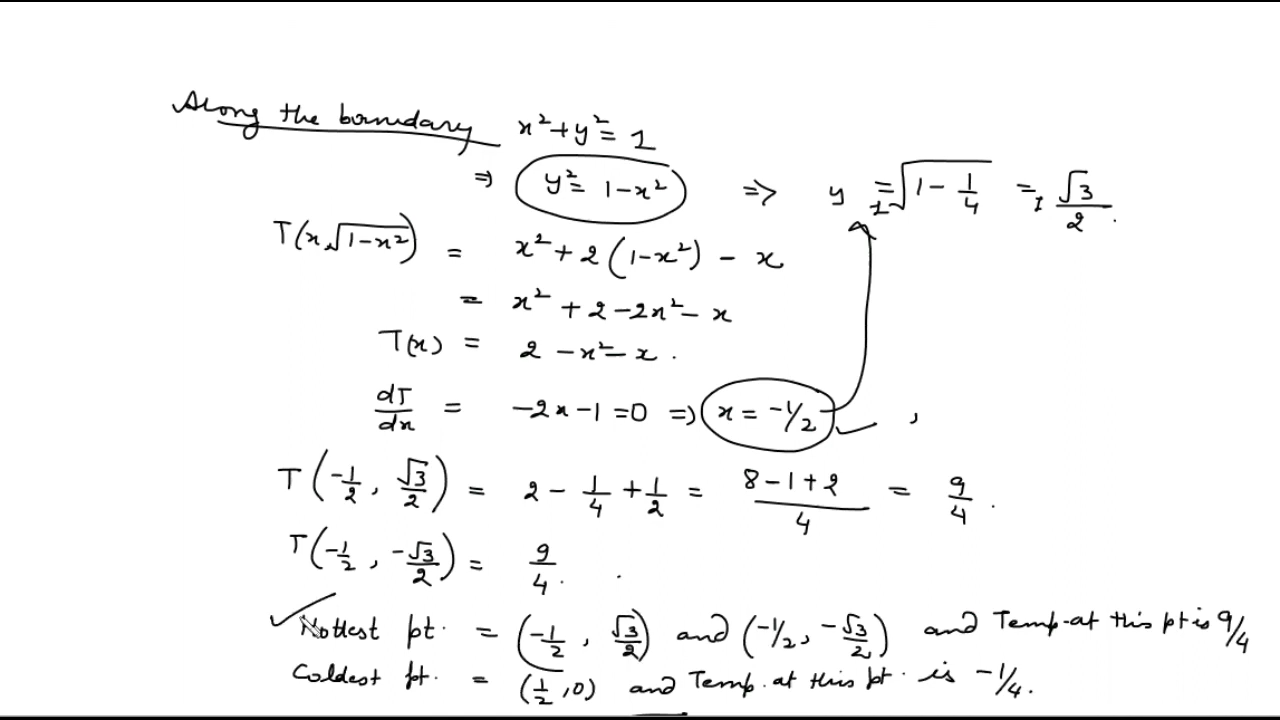 Along the boundary x² + y² = 1
⇒ y² = 1 - x² ⇒ y = ±√(1 - 1/4) = ± √3/2 .
T(x, √(1-x²)) = x² + 2(1-x²) - x
= x² + 2 - 2x² - x
T(x) = 2 - x² - x .
dT/dx = -2x - 1 = 0 ⇒ x = -1/2 ,
T(-1/2, √3/2) = 2 - 1/4 + 1/2 = (8 - 1 + 2)/4 = 9/4 .
T(-1/2, -√3/2) = 9/4 . .
Hottest pt. = (-1/2, √3/2) and (-1/2, -√3/2) and Temp. at this pt is 9/4
Coldest pt. = (1/2, 0) and Temp. at this pt. is -1/4.